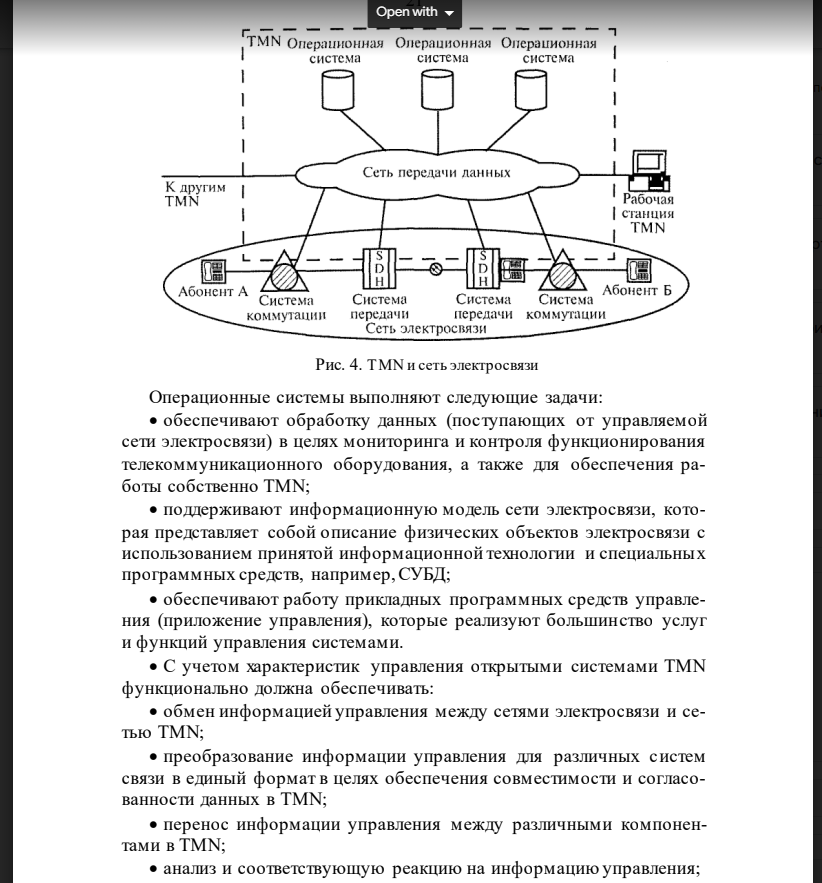 Open with
TMN Операционная Операционная Операционная
система система система
Сеть передачи данных
К другим
TMN
Рабочая
станция
TMN
S
D
H
S
D
H
Абонент А
Система
коммутации
Система
передачи
Система
передачи
Система
коммутации
Абонент Б
Сеть электросвязи
Рис. 4. TMN и сеть электросвязи
Операционные системы выполняют следующие задачи:
• обеспечивают обработку данных (поступающих от управляемой
сети электросвязи) в целях мониторинга и контроля функционирования
телекоммуникационного оборудования, а также для обеспечения ра-
боты собственно TMN;
• поддерживают информационную модель сети электросвязи, кото-
рая представляет собой описание физических объектов электросвязи с
использованием принятой информационной технологии и специальных
программных средств, например, СУБД;
• обеспечивают работу прикладных программных средств управле-
ния (приложение управления), которые реализуют большинство услуг
и функций управления системами.
• С учетом характеристик управления открытыми системами TMN
функционально должна обеспечивать:
• обмен информацией управления между сетями электросвязи и се-
тью TMN;
• преобразование информации управления для различных систем
связи в единый формат в целях обеспечения совместимости и согласо-
ванности данных в TMN;
• перенос информации управления между различными компонен-
тами в TMN;
• анализ и соответствующую реакцию на информацию управления;